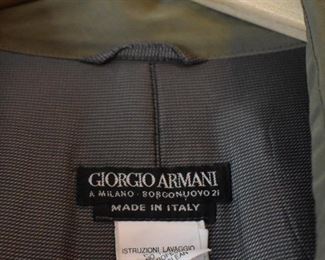 GIORGIO ARMANI
A MILANO · BORGONUOVO 21
MADE IN ITALY
ISTRUZIONI LAVAGGIO